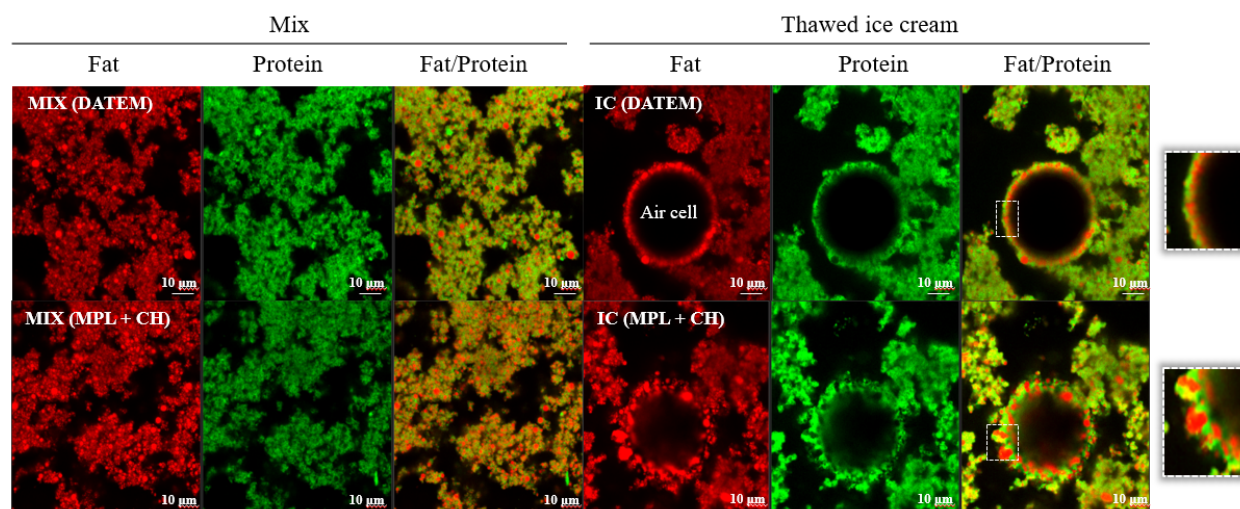 Mix Thawed ice cream
Fat Protein Fat/Protein Fat Protein Fat/Protein
MIX (DATEM) IC (DATEM)
Air cell
10 µm 10 µm 10 µm 10 µm 10 µm 10 µm
MIX (MPL + CH) IC (MPL + CH)
10 µm 10 µm 10 µm 10 µm 10 µm 10 µm